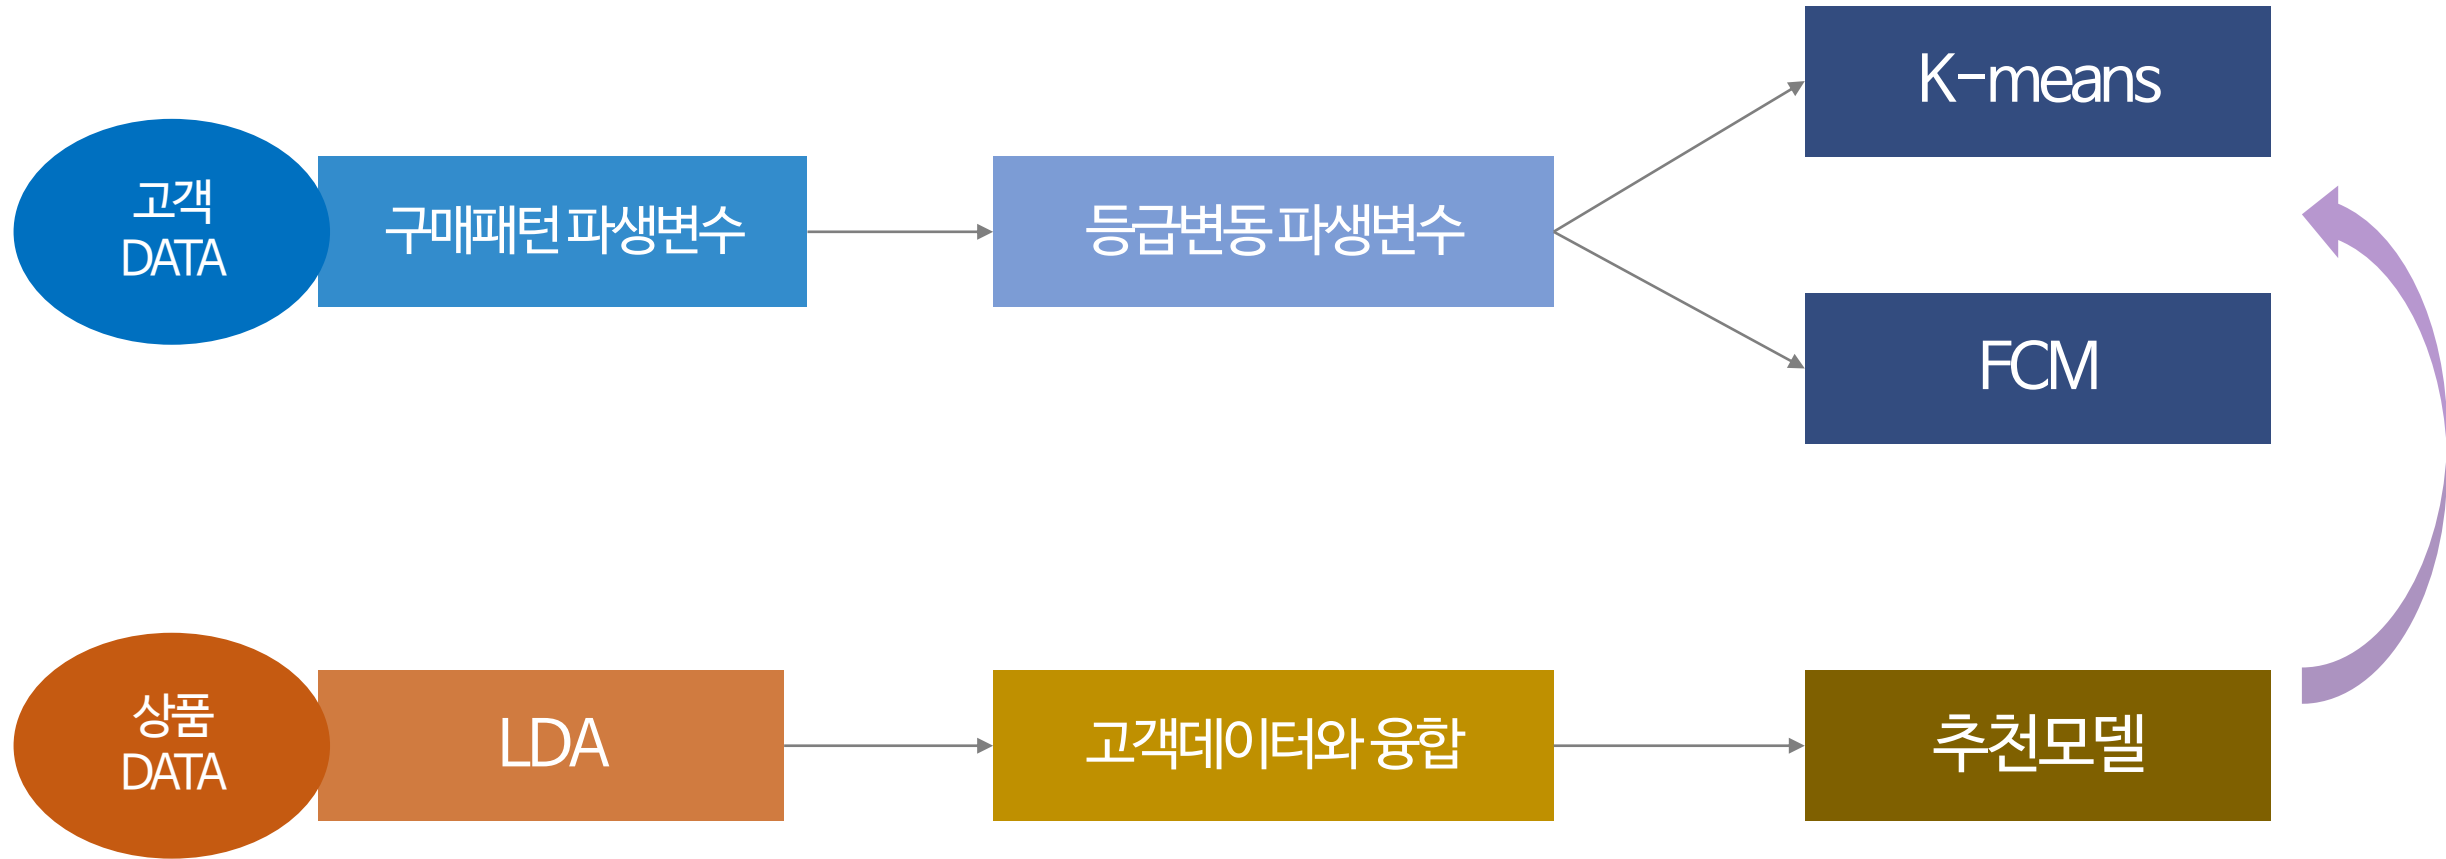 고객
DATA
구매패턴 파생변수
등급변동 파생변수
K-means
FCM
상품
DATA
LDA
고객데이터와 융합
추천모델